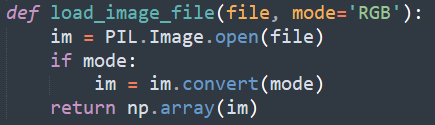 def load_image_file(file, mode='RGB'):
    im = PIL.Image.open(file)
    if mode:
        im = im.convert(mode)
    return np.array(im)